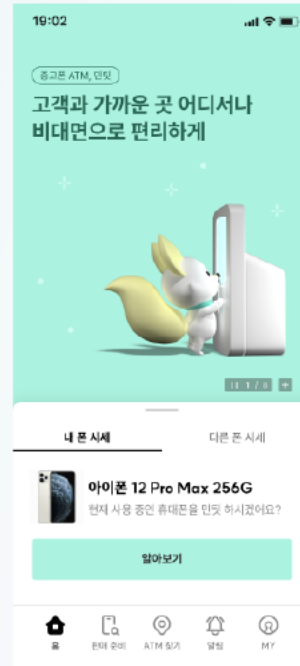 19:02
중고폰 ATM, 민팃
고객과 가까운 곳 어디서나
비대면으로 편리하게
1 / 6
내 폰 시세
다른 폰 시세
아이폰 12 Pro Max 256G
현재 사용 중인 휴대폰을 민팃 하시겠어요?
알아보기
홈
판매 준비
ATM 찾기
알림
MY